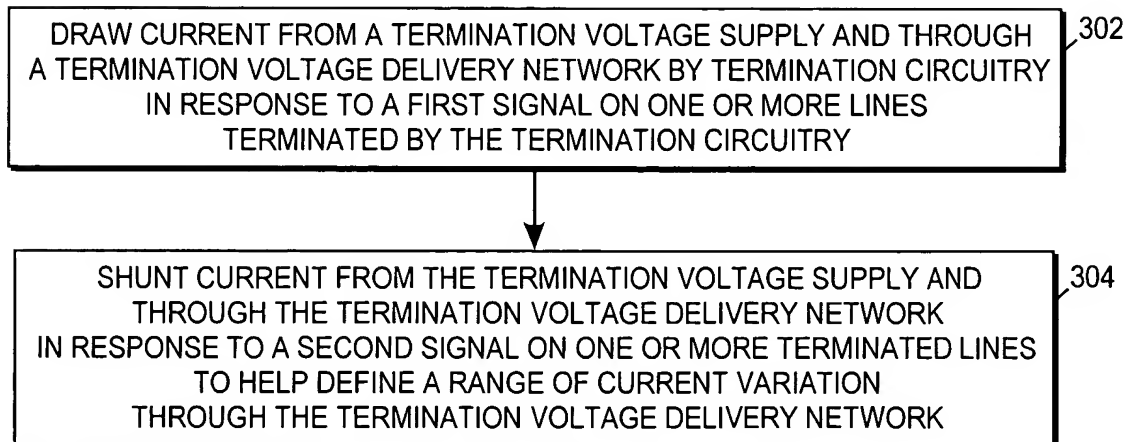 DRAW CURRENT FROM A TERMINATION VOLTAGE SUPPLY AND THROUGH
A TERMINATION VOLTAGE DELIVERY NETWORK BY TERMINATION CIRCUITRY
IN RESPONSE TO A FIRST SIGNAL ON ONE OR MORE LINES
TERMINATED BY THE TERMINATION CIRCUITRY
302
SHUNT CURRENT FROM THE TERMINATION VOLTAGE SUPPLY AND
THROUGH THE TERMINATION VOLTAGE DELIVERY NETWORK
IN RESPONSE TO A SECOND SIGNAL ON ONE OR MORE TERMINATED LINES
TO HELP DEFINE A RANGE OF CURRENT VARIATION
THROUGH THE TERMINATION VOLTAGE DELIVERY NETWORK
304